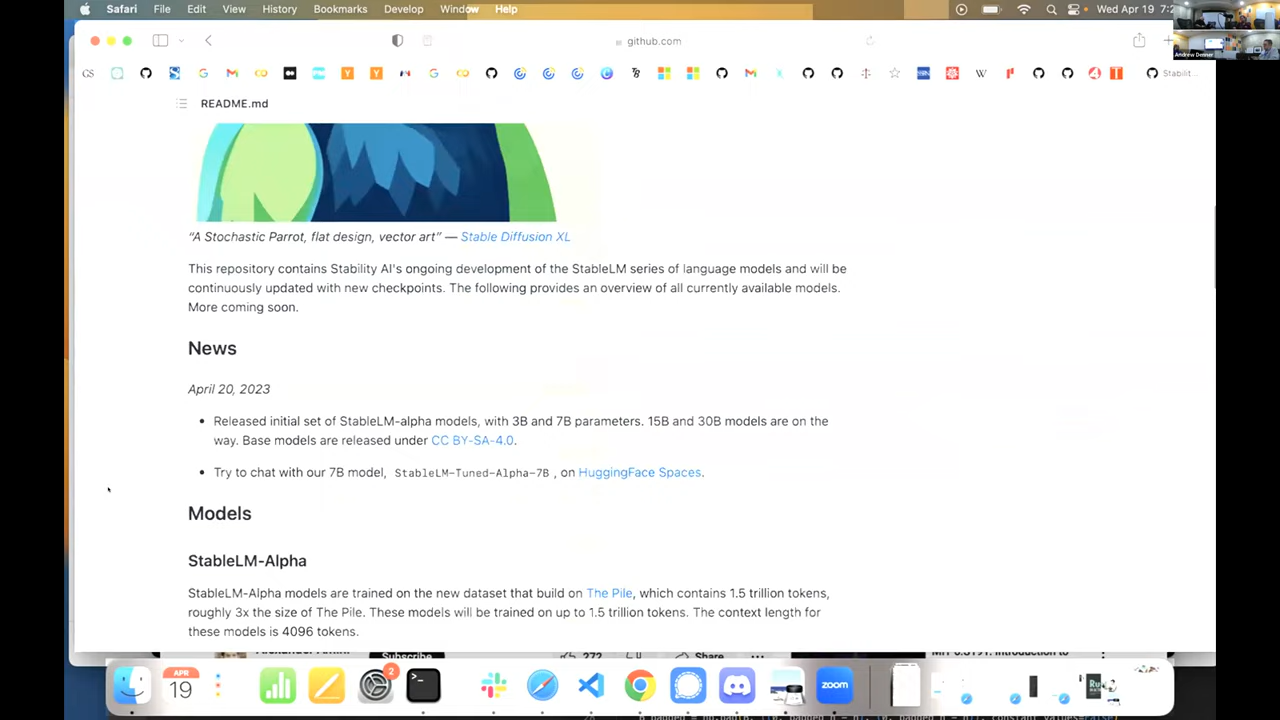 Safari File Edit View History Bookmarks Develop Window Help Wed Apr 19
Andrew Denner
github.com
GS
Stabilit...
README.md
“A Stochastic Parrot, flat design, vector art” — Stable Diffusion XL
This repository contains Stability AI's ongoing development of the StableLM series of language models and will be
continuously updated with new checkpoints. The following provides an overview of all currently available models.
More coming soon.
News
April 20, 2023
• Released initial set of StableLM-alpha models, with 3B and 7B parameters. 15B and 30B models are on the
way. Base models are released under CC BY-SA-4.0.
• Try to chat with our 7B model, StableLM-Tuned-Alpha-7B , on HuggingFace Spaces.
Models
StableLM-Alpha
StableLM-Alpha models are trained on the new dataset that build on The Pile, which contains 1.5 trillion tokens,
roughly 3x the size of The Pile. These models will be trained on up to 1.5 trillion tokens. The context length for
these models is 4096 tokens.
Subscribe 272 Share
APR
19
2
zoom